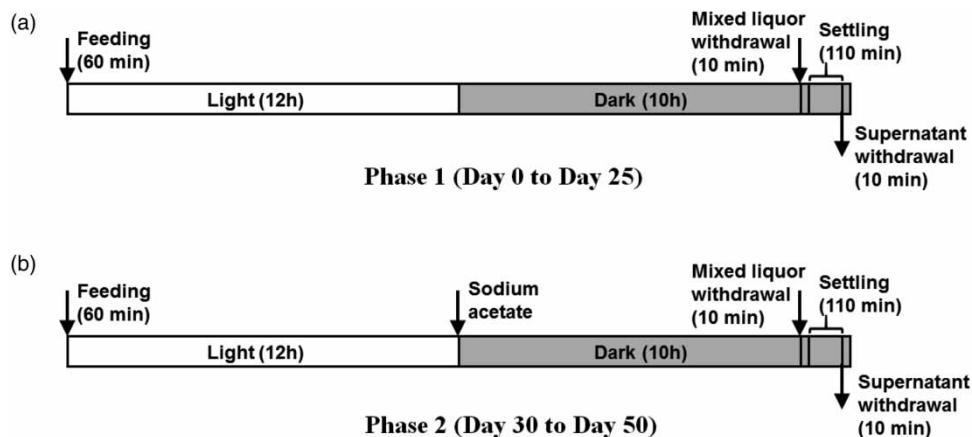 (a)
Feeding
(60 min)
Mixed liquor
withdrawal
(10 min)
Settling
(110 min)
Light (12h)
Dark (10h)
Supernatant
withdrawal
(10 min)
Phase 1 (Day 0 to Day 25)
(b)
Feeding
(60 min)
Sodium
acetate
Mixed liquor
withdrawal
(10 min)
Settling
(110 min)
Light (12h)
Dark (10h)
Supernatant
withdrawal
(10 min)
Phase 2 (Day 30 to Day 50)